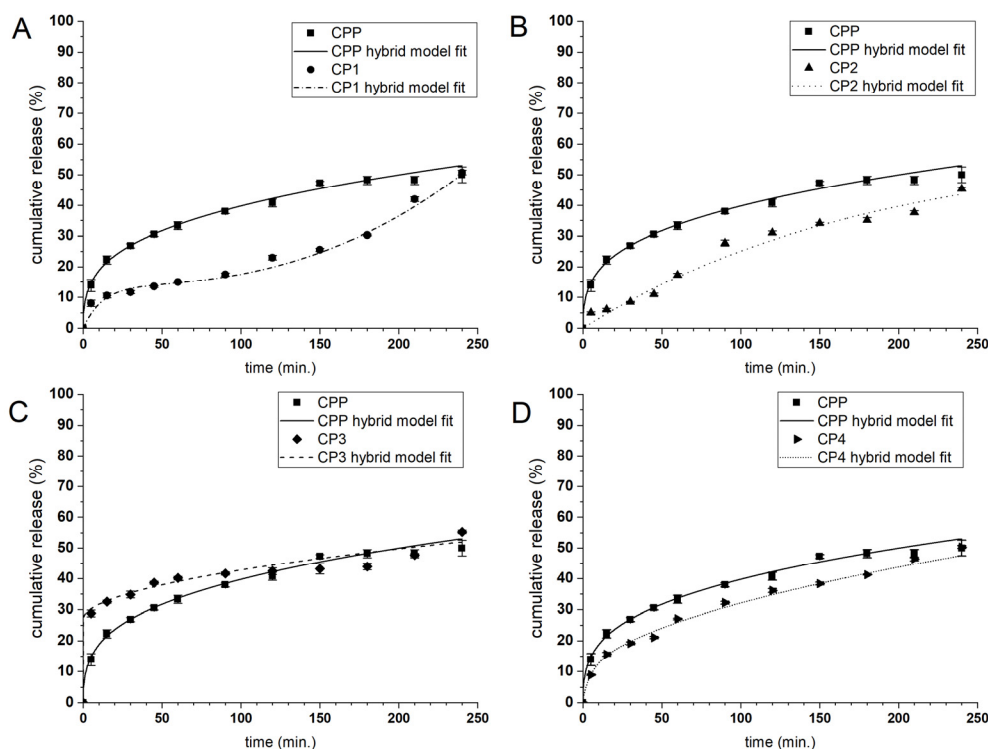 A
CPP
CPP hybrid model fit
CP1
CP1 hybrid model fit
cumulative release (%)
100
90
80
70
60
50
40
30
20
10
0
0 50 100 150 200 250
time (min.)
B
CPP
CPP hybrid model fit
CP2
CP2 hybrid model fit
cumulative release (%)
100
90
80
70
60
50
40
30
20
10
0
0 50 100 150 200 250
time (min.)
C
CPP
CPP hybrid model fit
CP3
CP3 hybrid model fit
cumulative release (%)
100
90
80
70
60
50
40
30
20
10
0
0 50 100 150 200 250
time (min.)
D
CPP
CPP hybrid model fit
CP4
CP4 hybrid model fit
cumulative release (%)
100
90
80
70
60
50
40
30
20
10
0
0 50 100 150 200 250
time (min.)